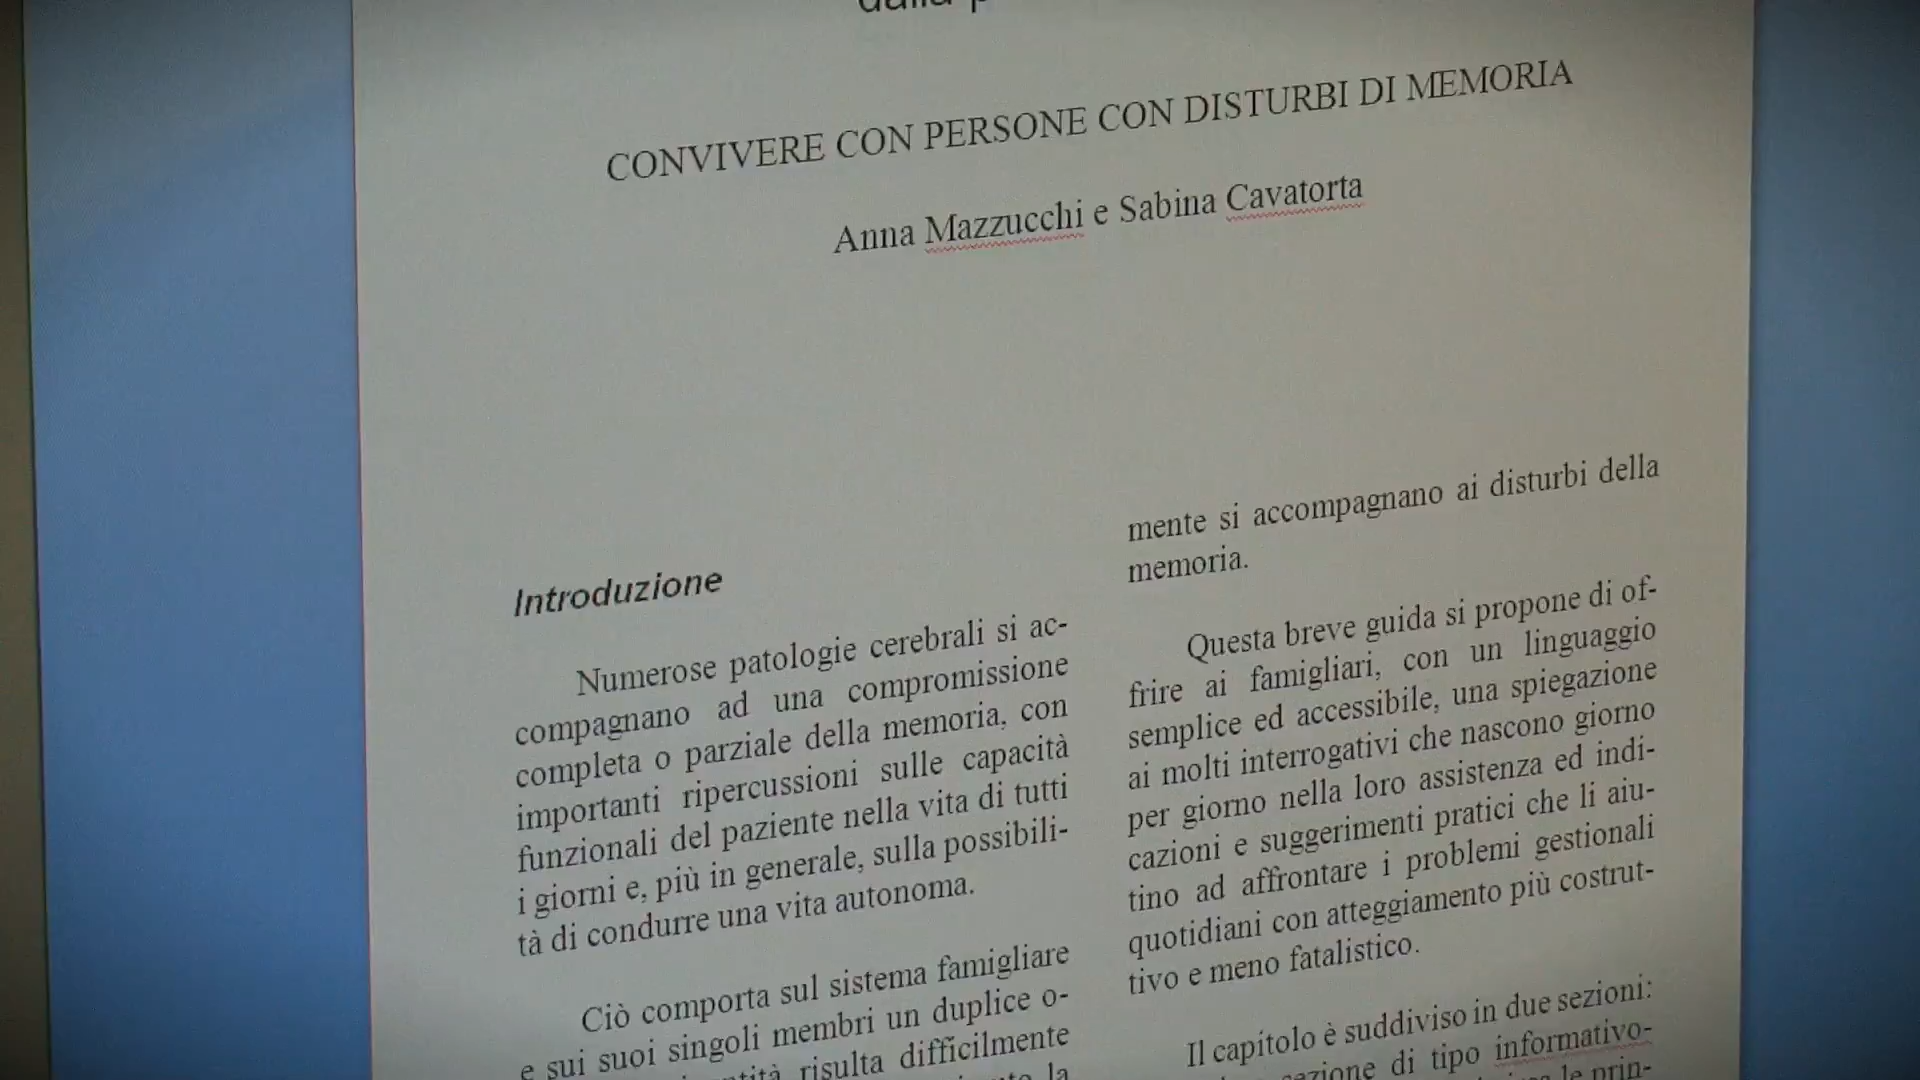 CONVIVERE CON PERSONE CON DISTURBI DI MEMORIA
Anna Mazzucchi e Sabina Cavatorta
Introduzione
Numerose patologie cerebrali si ac-
compagnano ad una compromissione
completa o parziale della memoria, con
importanti ripercussioni sulle capacità
funzionali del paziente nella vita di tutti
i giorni e, più in generale, sulla possibili-
tà di condurre una vita autonoma.
Ciò comporta sul sistema famigliare
e sui suoi singoli membri un duplice o-
risulta difficilmente
la
mente si accompagnano ai disturbi della
memoria.
Questa breve guida si propone di of-
frire ai famigliari, con un linguaggio
semplice ed accessibile, una spiegazione
ai molti interrogativi che nascono giorno
per giorno nella loro assistenza ed indi-
cazioni e suggerimenti pratici che li aiu-
tino ad affrontare i problemi gestionali
quotidiani con atteggiamento più costrut-
tivo e meno fatalistico.
Il capitolo è suddiviso in due sezioni:
di tipo informativo-
le prin-